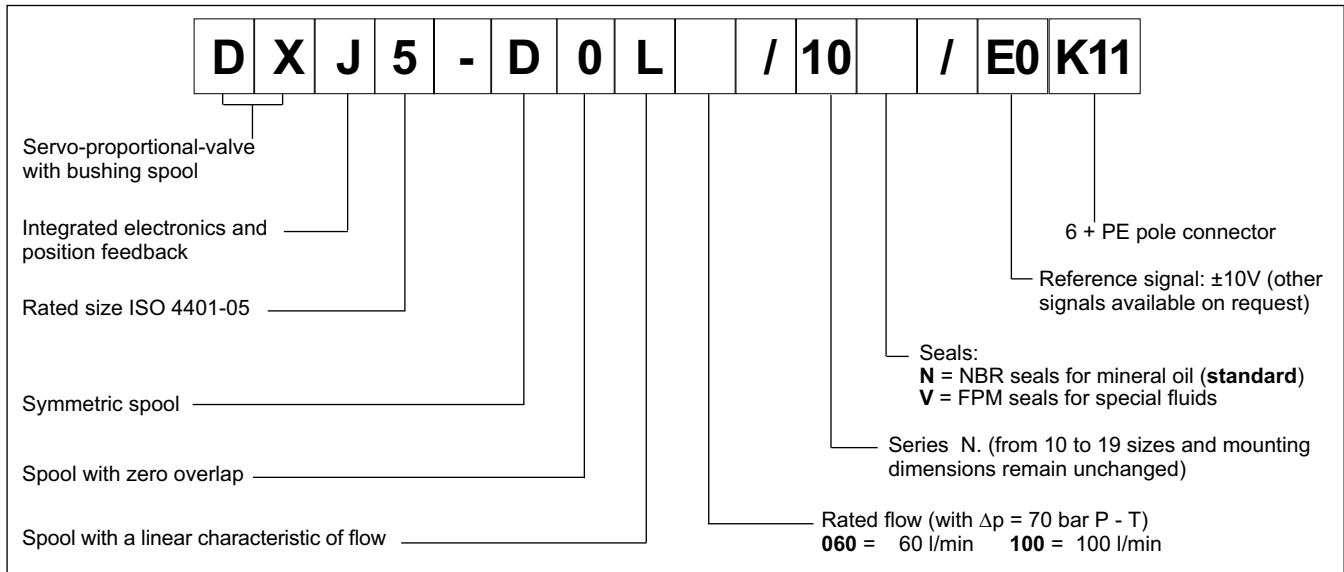 D X J 5 - D 0 L / 10 / E0 K11
Servo-proportional-valve
with bushing spool
Integrated electronics and
position feedback
Rated size ISO 4401-05
Symmetric spool
Spool with zero overlap
Spool with a linear characteristic of flow
6 + PE pole connector
Reference signal: ±10V (other
signals available on request)
Seals:
N = NBR seals for mineral oil (standard)
V = FPM seals for special fluids
Series N. (from 10 to 19 sizes and mounting
dimensions remain unchanged)
Rated flow (with Δp = 70 bar P - T)
060 = 60 l/min 100 = 100 l/min